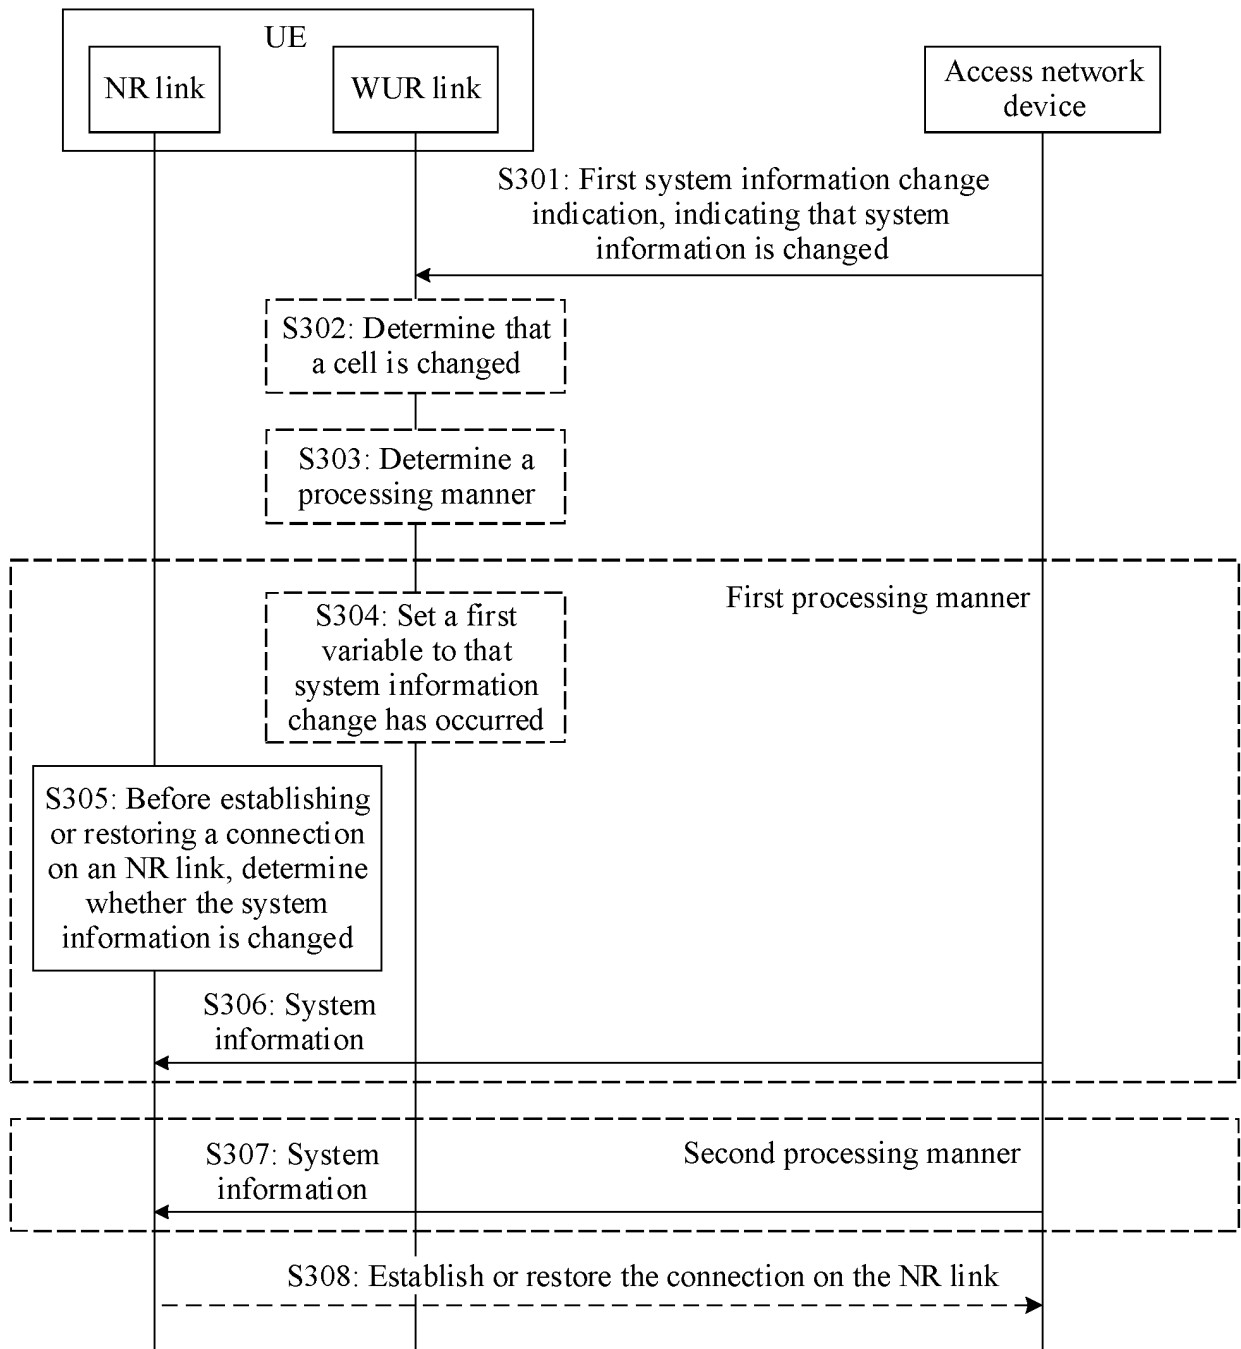 UE
NR link
WUR link
Access network
device
S301: First system information change
indication, indicating that system
information is changed
S302: Determine that
a cell is changed
S303: Determine a
processing manner
First processing manner
S304: Set a first
variable to that
system information
change has occurred
S305: Before establishing
or restoring a connection
on an NR link, determine
whether the system
information is changed
S306: System
information
Second processing manner
S307: System
information
S308: Establish or restore the connection on the NR link